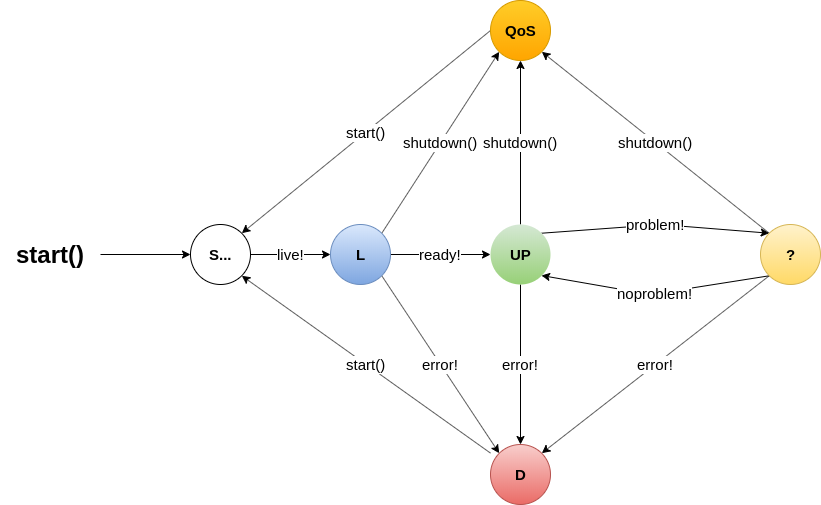 QoS
start()
shutdown() shutdown() shutdown()
problem!
start() S... live! L ready! UP ?
noproblem!
start() error! error! error!
D